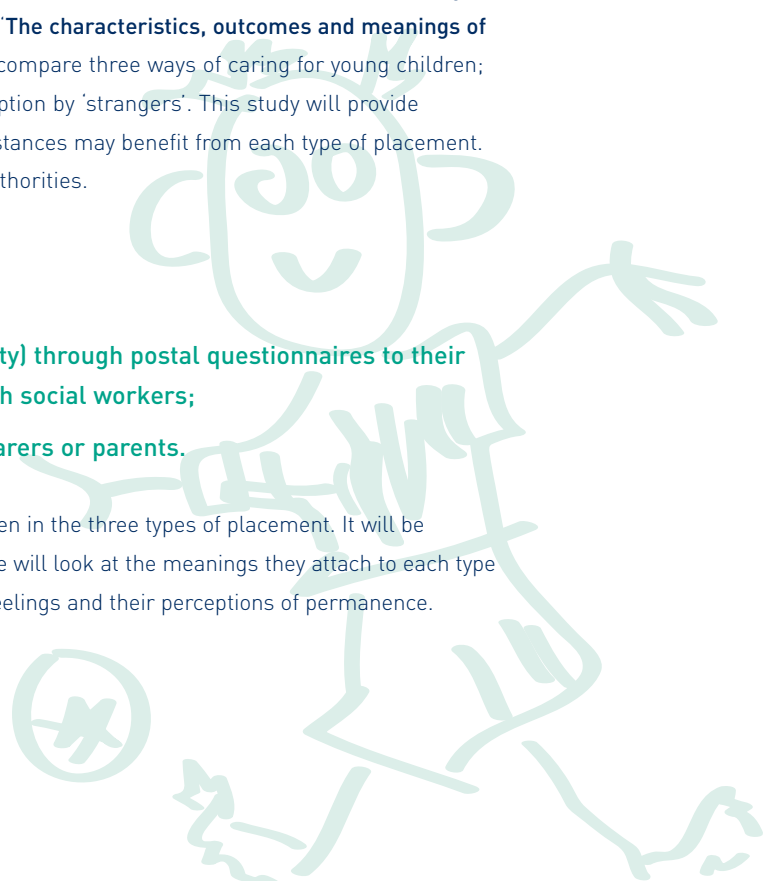 ‘The characteristics, outcomes and meanings of
compare three ways of caring for young children;
ption by ‘strangers’. This study will provide
stances may benefit from each type of placement.
thorities.
ty) through postal questionnaires to their
h social workers;
arers or parents.
en in the three types of placement. It will be
e will look at the meanings they attach to each type
eelings and their perceptions of permanence.